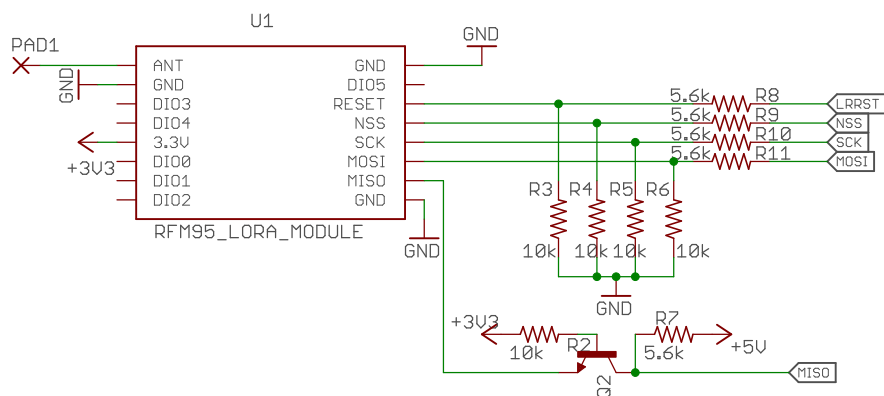 U1
PAD1
GND
ANT
GND
GND
GND
DIO5
DIO3
RESET
5.6k
R8
LRRST
DIO4
NSS
5.6k
R9
NSS
3.3V
SCK
5.6k
R10
SCK
+3V3
DIO0
MOSI
5.6k
R11
MOSI
DIO1
MISO
DIO2
GND
R3
R4
R5
R6
RFM95_LORA_MODULE
GND
10k
10k
10k
10k
GND
+3V3
R2
10k
Q2
R7
5.6k
+5V
MISO